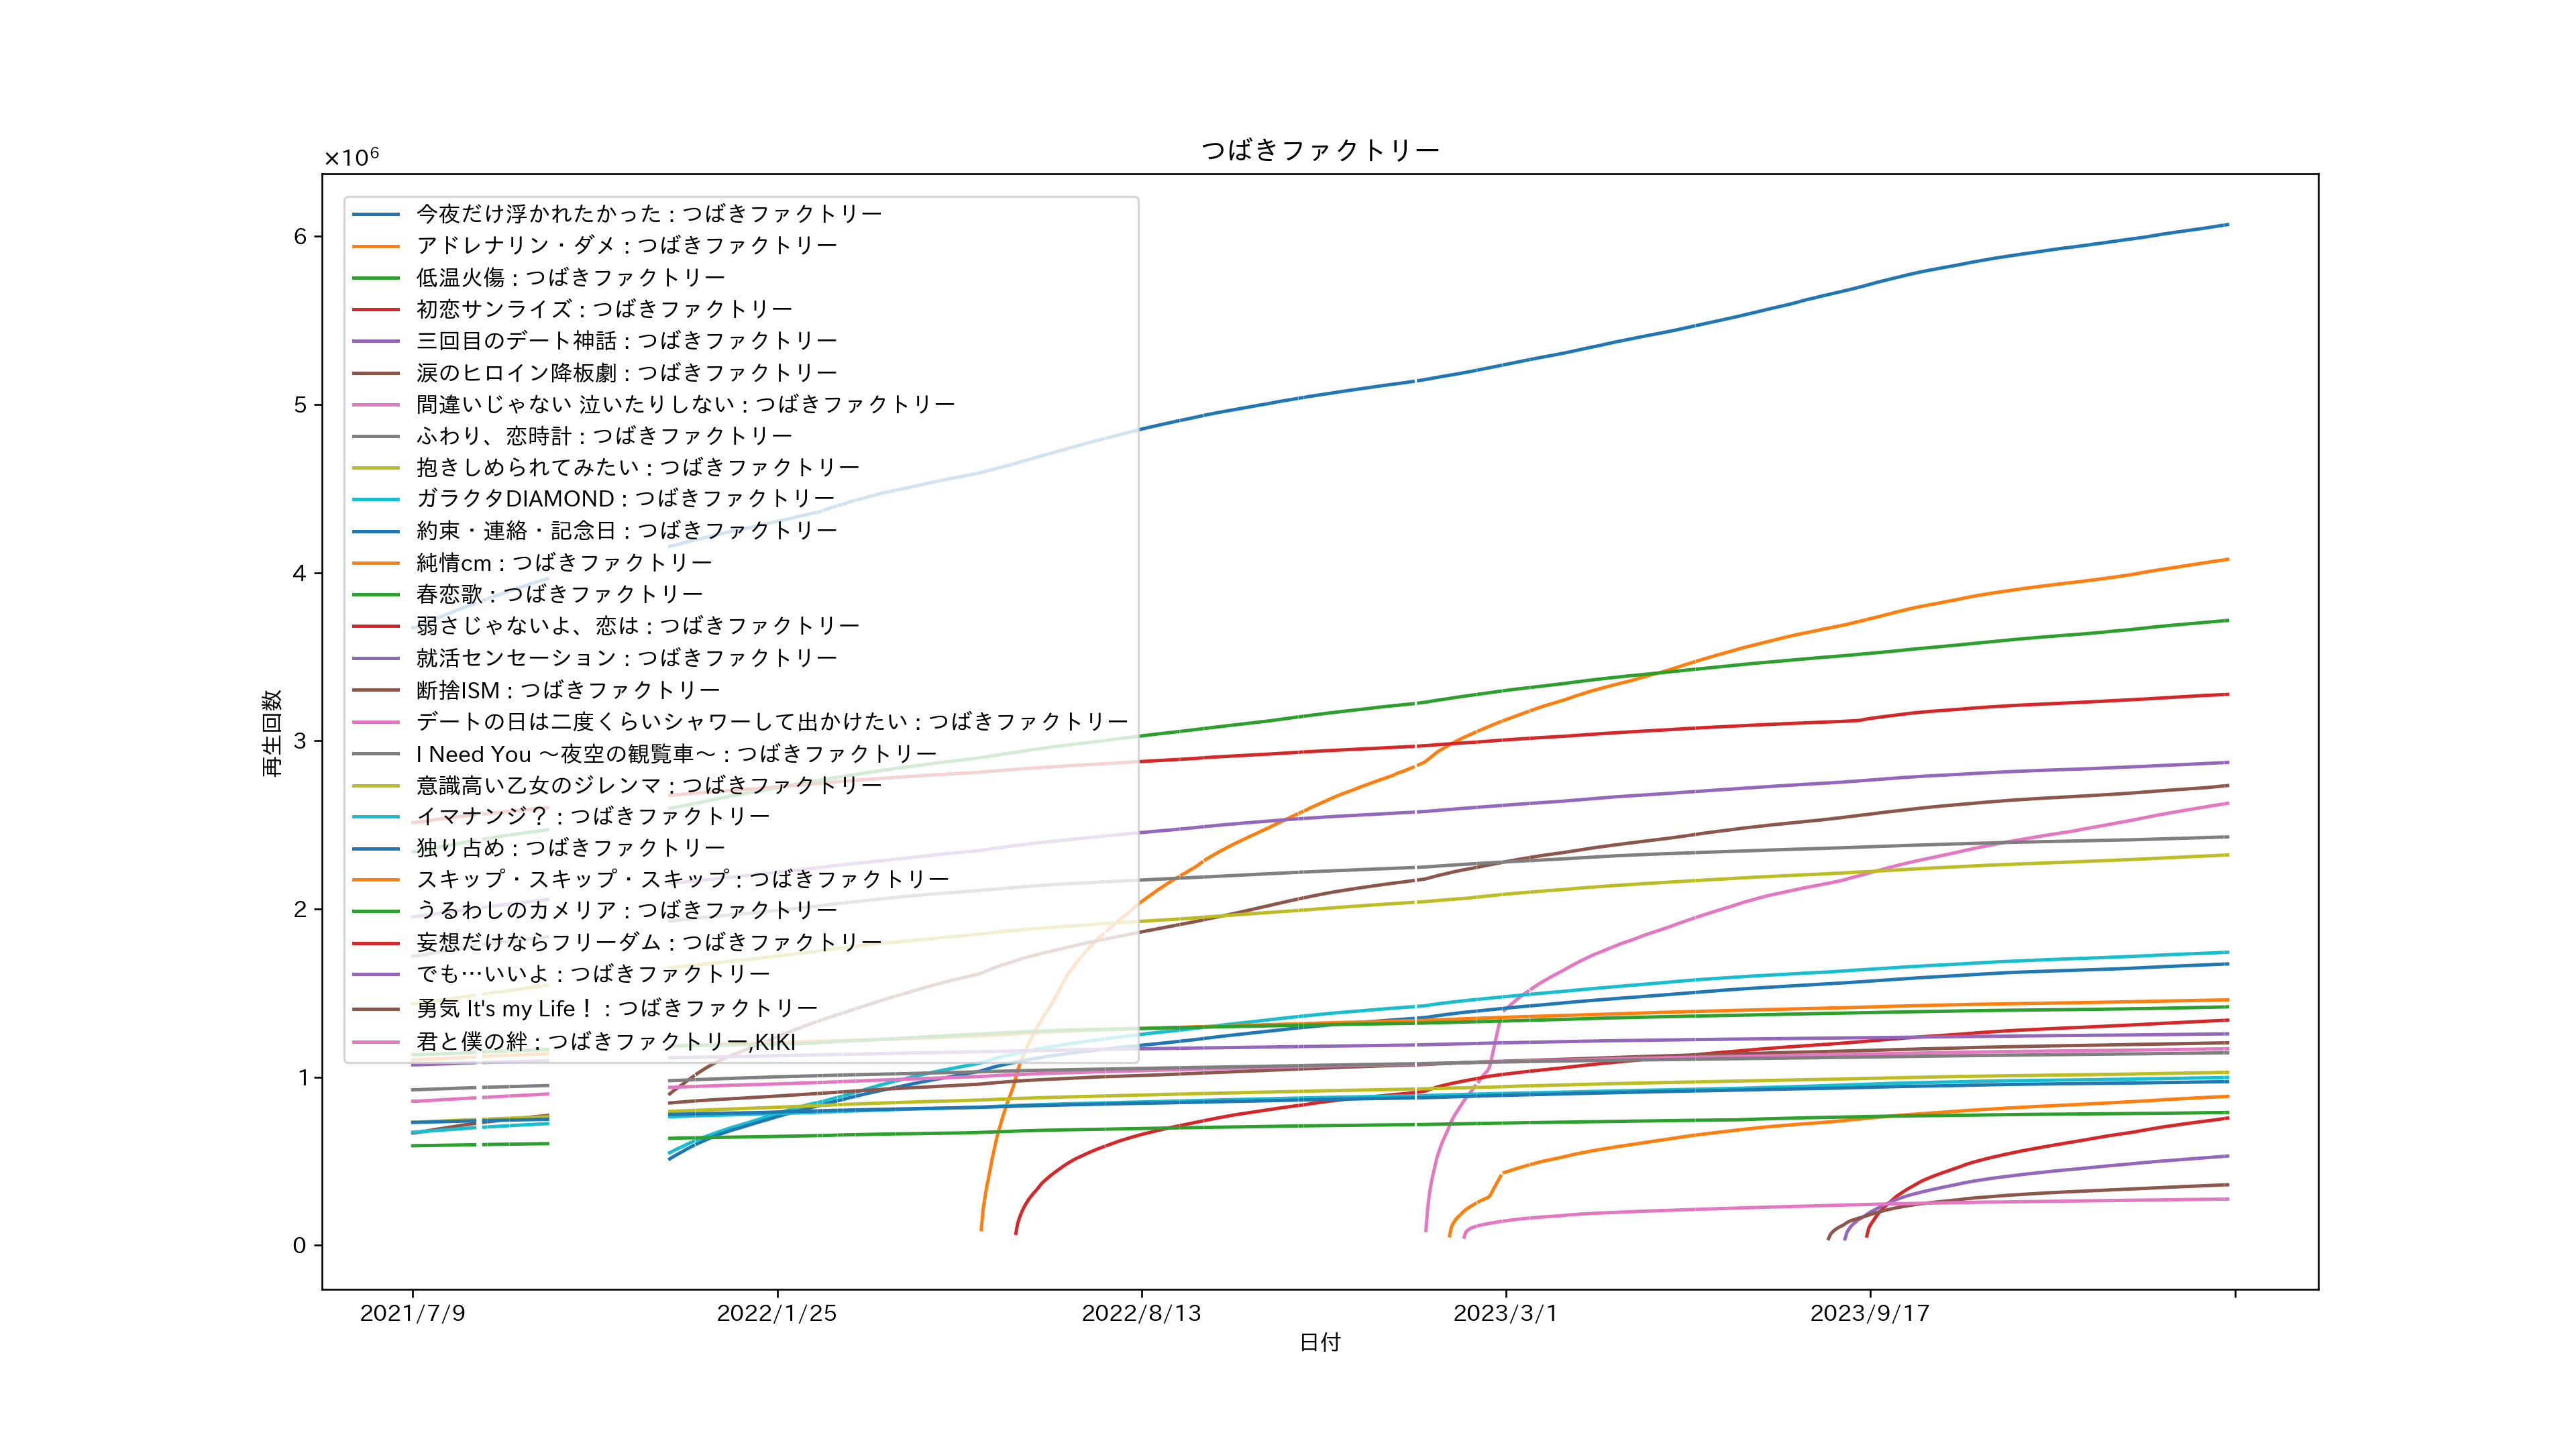 つばきファクトリー
×10⁶
今夜だけ浮かれたかった : つばきファクトリー
アドレナリン・ダメ : つばきファクトリー
低温火傷 : つばきファクトリー
初恋サンライズ : つばきファクトリー
三回目のデート神話 : つばきファクトリー
涙のヒロイン降板劇 : つばきファクトリー
間違いじゃない 泣いたりしない : つばきファクトリー
ふわり、恋時計 : つばきファクトリー
抱きしめられてみたい : つばきファクトリー
ガラクタDIAMOND : つばきファクトリー
約束・連絡・記念日 : つばきファクトリー
純情cm : つばきファクトリー
春恋歌 : つばきファクトリー
弱さじゃないよ、恋は : つばきファクトリー
就活センセーション : つばきファクトリー
断捨ISM : つばきファクトリー
デートの日は二度くらいシャワーして出かけたい : つばきファクトリー
I Need You ～夜空の観覧車～ : つばきファクトリー
意識高い乙女のジレンマ : つばきファクトリー
イマナンジ？ : つばきファクトリー
独り占め : つばきファクトリー
スキップ・スキップ・スキップ : つばきファクトリー
うるわしのカメリア : つばきファクトリー
妄想だけならフリーダム : つばきファクトリー
でも…いいよ : つばきファクトリー
勇気 It's my Life！ : つばきファクトリー
君と僕の絆 : つばきファクトリー,KIKI
6
5
4
3
2
1
0
再生回数
2021/7/9
2022/1/25
2022/8/13
2023/3/1
2023/9/17
日付